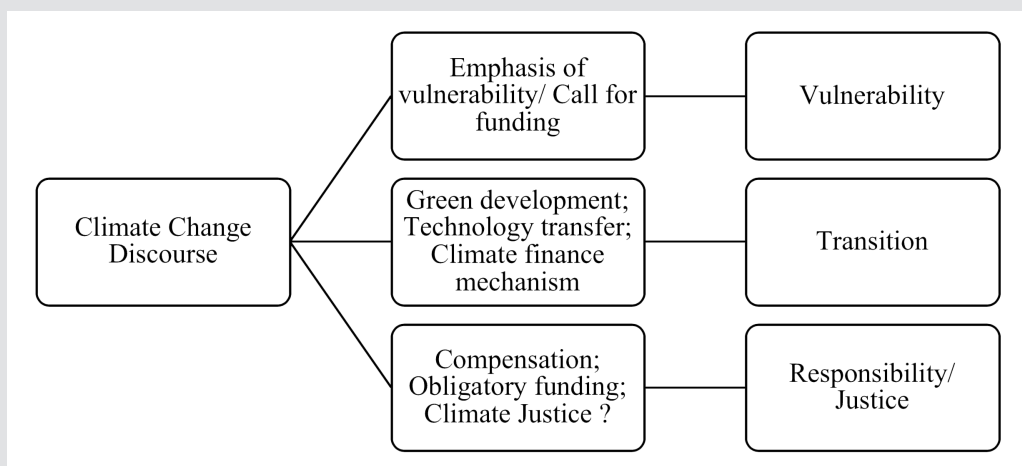 Emphasis of
vulnerability/ Call for
funding
Vulnerability
Climate Change
Discourse
Green development;
Technology transfer;
Climate finance
mechanism
Transition
Compensation;
Obligatory funding;
Climate Justice ?
Responsibility/
Justice